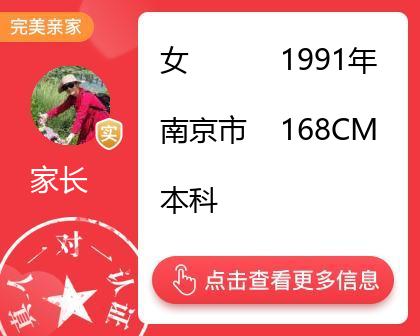 完美亲家
女 1991年
实
南京市 168CM
家长
本科
一对一
真人认证
点击查看更多信息